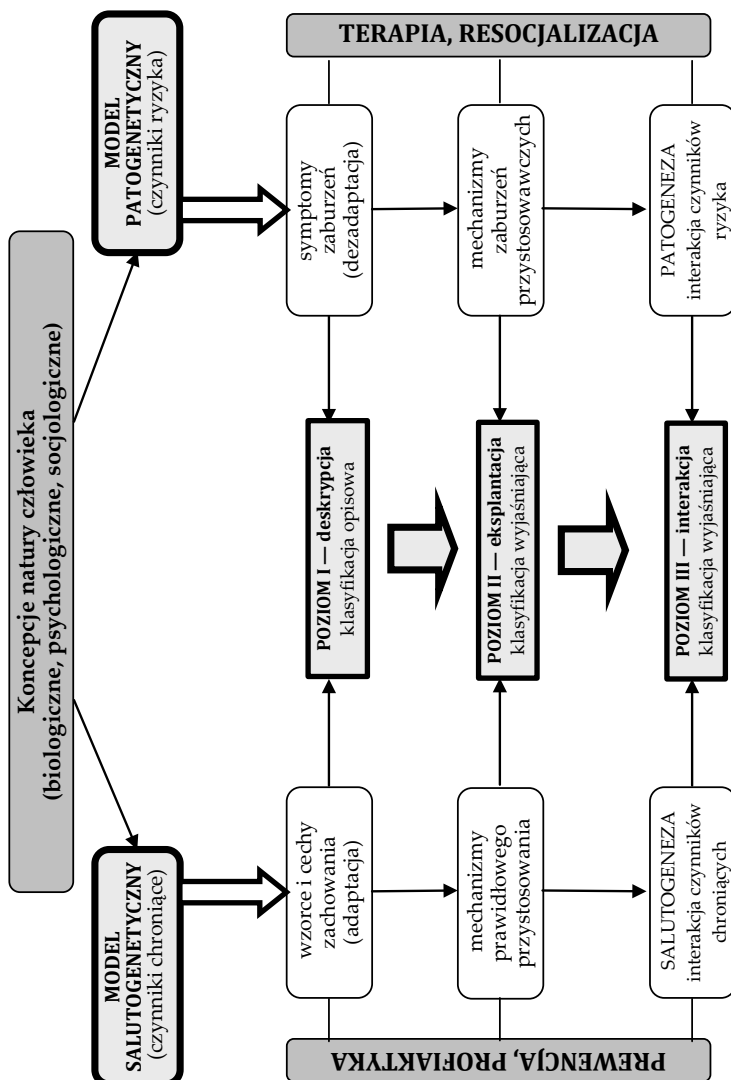 Koncepcje natury człowieka
(biologiczne, psychologiczne, socjologiczne)
MODEL
SALUTOGENETYCZNY
(czynniki chroniące)
MODEL
PATOGENETYCZNY
(czynniki ryzyka)
PREWENCJA, PROFIAKTYKA
wzorce i cechy
zachowania
(adaptacja)
POZIOM I — deskrypcja
klasyfikacja opisowa
symptomy
zaburzeń
(dezadaptacja)
TERAPIA, RESOCJALIZACJA
mechanizmy
prawidłowego
przystosowania
POZIOM II — eksplantacja
klasyfikacja wyjaśniająca
mechanizmy
zaburzeń
przystosowawczych
SALUTOGENEZA
interakcja czynników
chroniących
POZIOM III — interakcja
klasyfikacja wyjaśniająca
PATOGENEZA
interakcja czynników
ryzyka